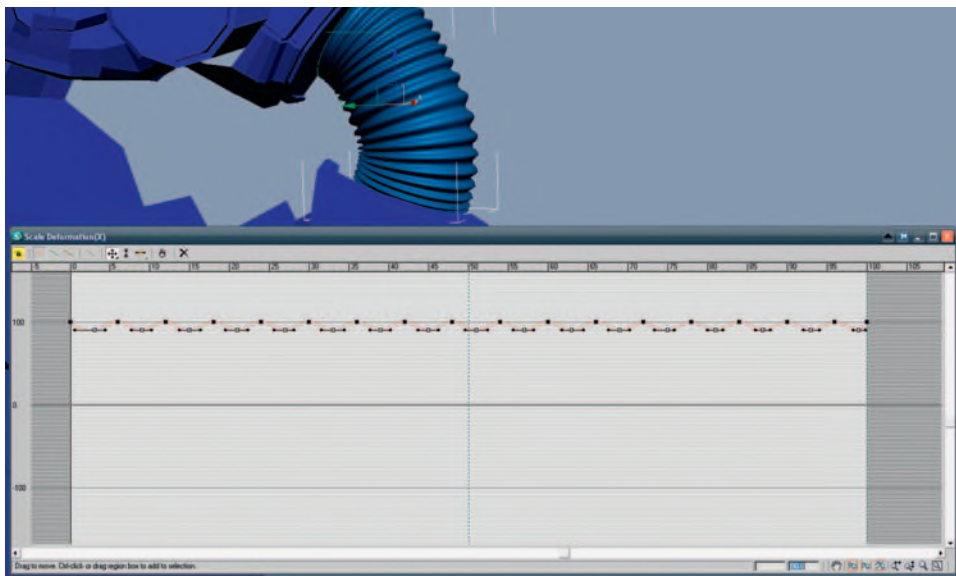 Scale Deformation(X)
-5 0 5 10 15 20 25 30 35 40 45 50 55 60 65 70 75 80 85 90 95 100 105
100
0
-100
Drag to move. Ctrl-click or drag region box to add to selection.